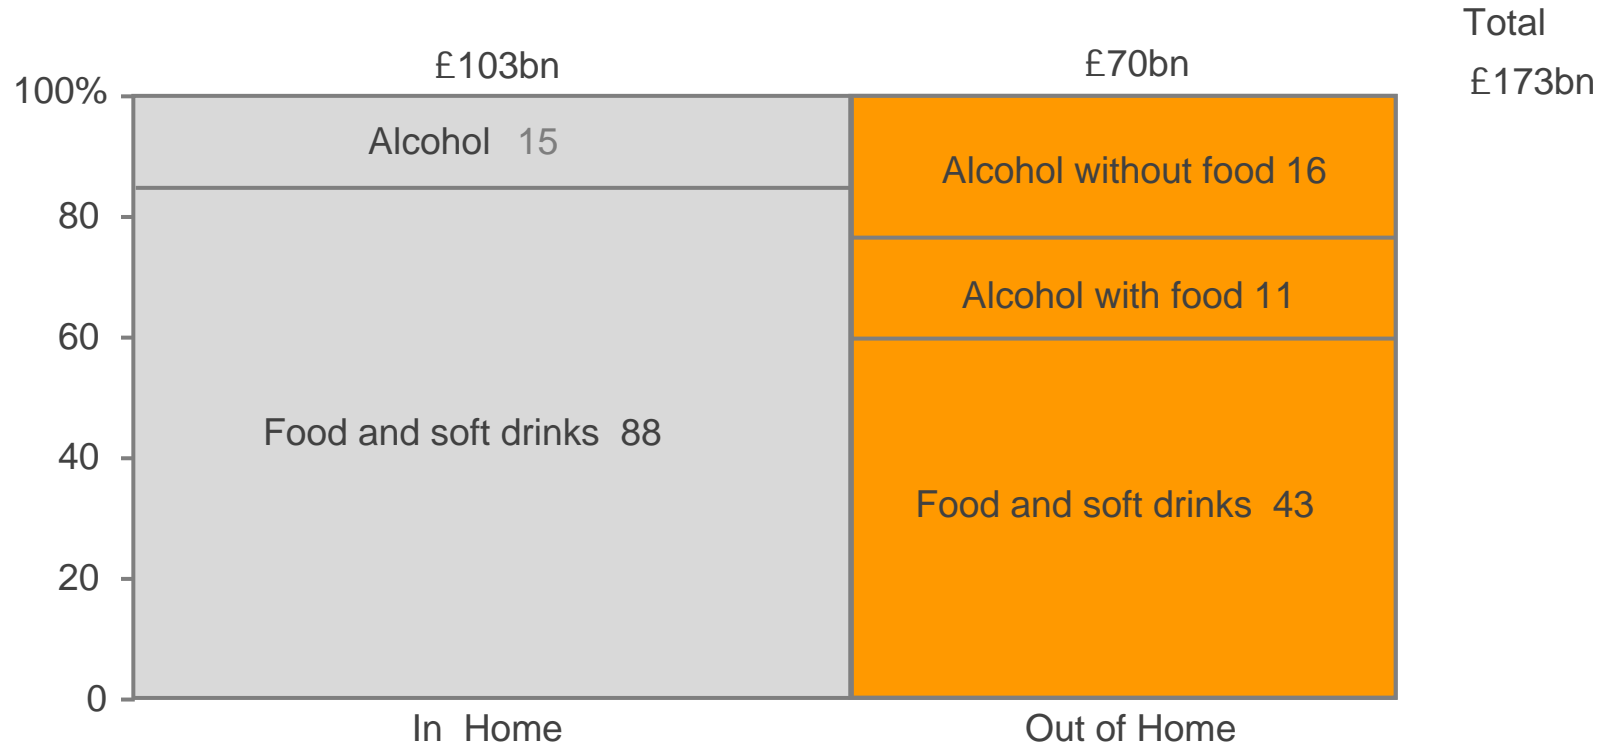 Total
£103bn
£70bn
£173bn
100%
Alcohol 15
Alcohol without food 16
80
Alcohol with food 11
60
Food and soft drinks 88
40
Food and soft drinks 43
20
0
In Home
Out of Home